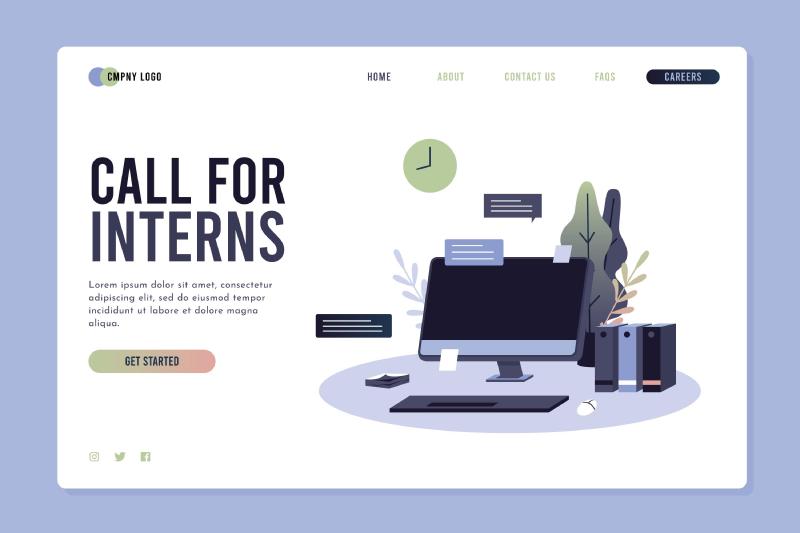 CMPNY LOGO
HOME
ABOUT
CONTACT US
FAQS
CAREERS
CALL FOR
INTERNS
Lorem ipsum dolor sit amet, consectetur
adipiscing elit, sed do eiusmod tempor
incididunt ut labore et dolore magna
aliqua.
GET STARTED